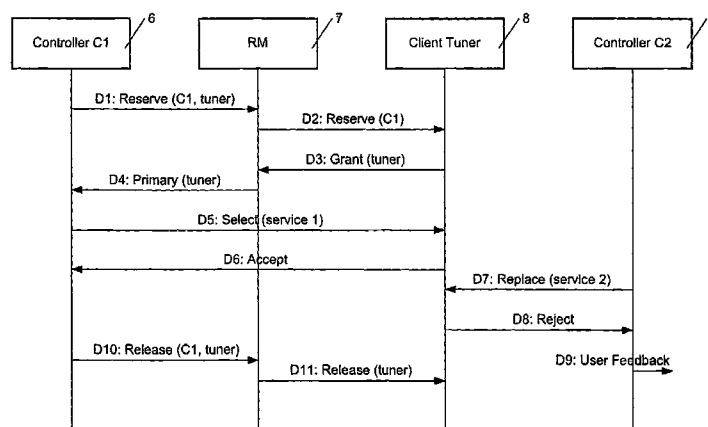 6
7
8
Controller C1
RM
Client Tuner
Controller C2
D1: Reserve (C1, tuner)
D2: Reserve (C1)
D3: Grant (tuner)
D4: Primary (tuner)
D5: Select (service 1)
D6: Accept
D7: Replace (service 2)
D8: Reject
D10: Release (C1, tuner)
D9: User Feedback
D11: Release (tuner)